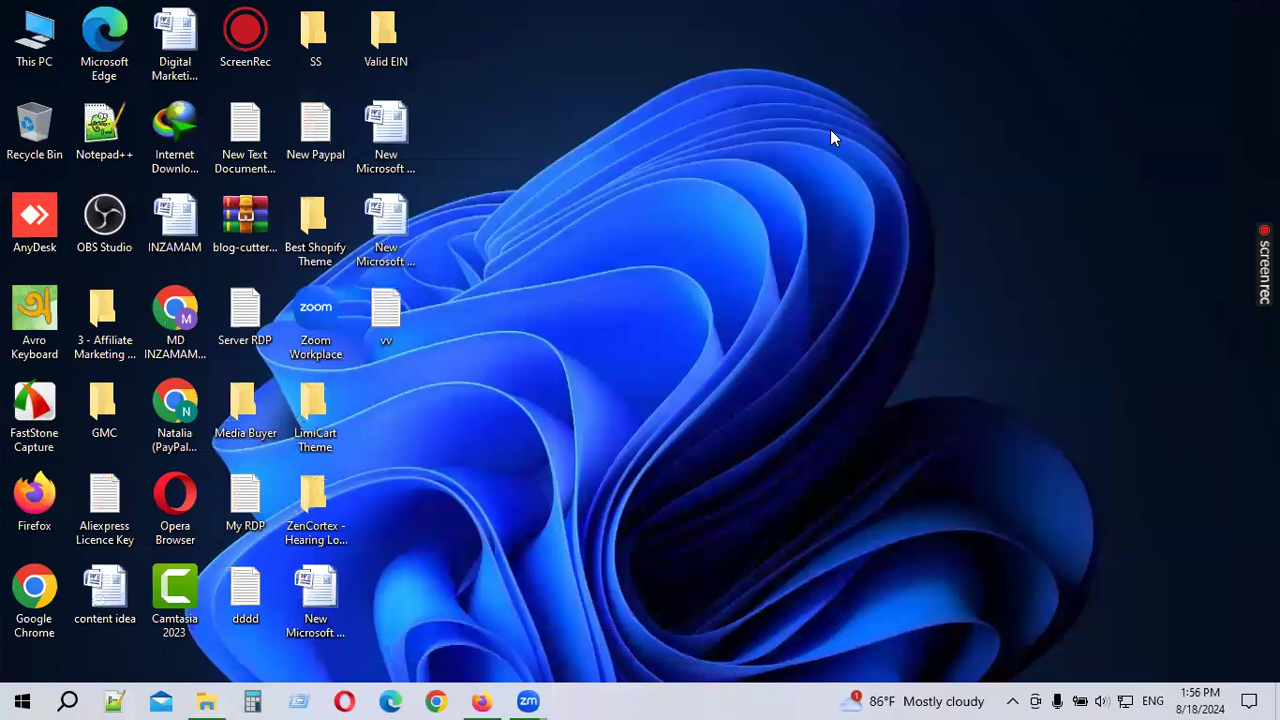 This PC
Microsoft
Edge
Digital
Marketi...
ScreenRec
SS
Valid EIN
Recycle Bin
Notepad++
Internet
Downlo...
New Text
Document...
New Paypal
New
Microsoft ...
AnyDesk
OBS Studio
INZAMAM
blog-cutter...
Best Shopify
Theme
New
Microsoft ...
Avro
Keyboard
3 - Affiliate
Marketing ...
M
MD
INZAMAM...
Server RDP
zoom
Zoom
Workplace
vv
FastStone
Capture
GMC
N
Natalia
(PayPal...
Media Buyer
LimiCart
Theme
Firefox
Aliexpress
Licence Key
Opera
Browser
My RDP
ZenCortex -
Hearing Lo...
Google
Chrome
content idea
Camtasia
2023
dddd
New
Microsoft ...
zm
1
86°F Mostly cloudy
ENG
1:56 PM
8/18/2024